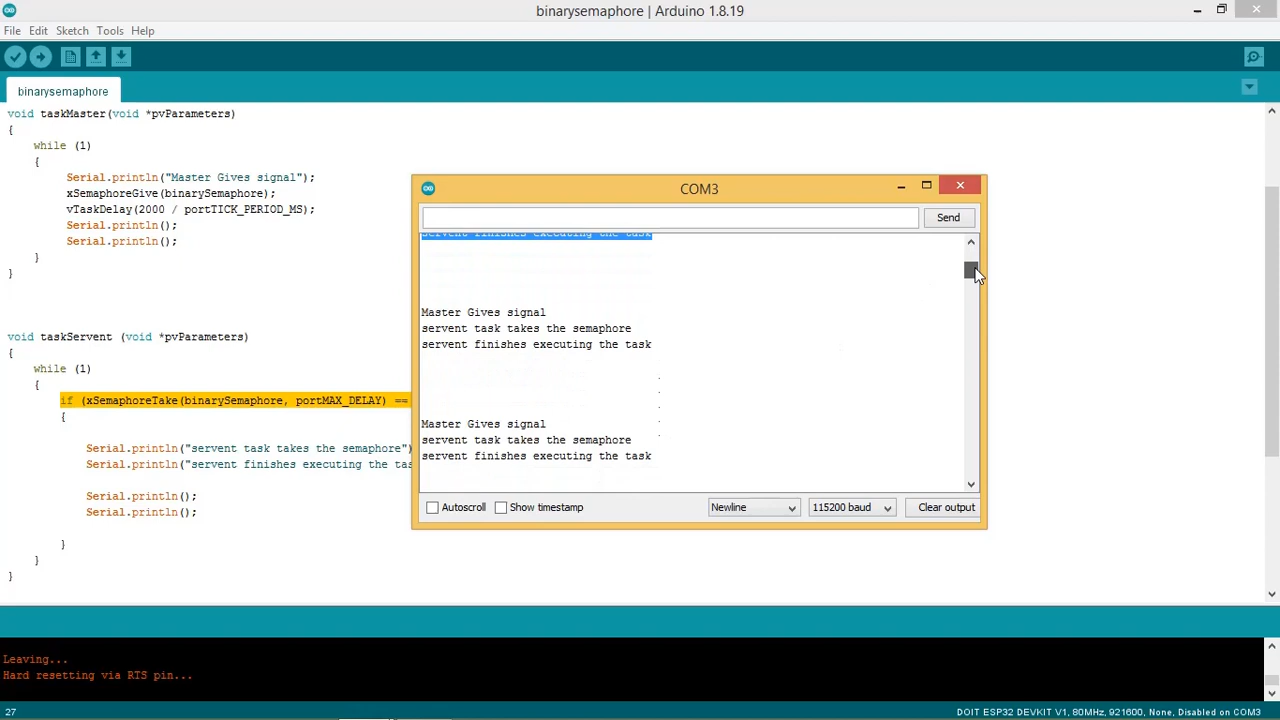 binarysemaphore | Arduino 1.8.19
File Edit Sketch Tools Help
binarysemaphore
void taskMaster(void *pvParameters)
{
while (1)
{
Serial.println("Master Gives signal");
xSemaphoreGive(binarySemaphore);
vTaskDelay(2000 / portTICK_PERIOD_MS);
Serial.println();
Serial.println();
}
}
void taskServent (void *pvParameters)
{
while (1)
{
if (xSemaphoreTake(binarySemaphore, portMAX_DELAY) ==
{
Serial.println("servent task takes the semaphore")
Serial.println("servent finishes executing the tas
Serial.println();
Serial.println();
}
}
}
COM3
Send
servent finishes executing the task
Master Gives signal
servent task takes the semaphore
servent finishes executing the task
Master Gives signal
servent task takes the semaphore
servent finishes executing the task
Autoscroll Show timestamp Newline 115200 baud Clear output
Leaving...
Hard resetting via RTS pin...
27 DOIT ESP32 DEVKIT V1, 80MHz, 921600, None, Disabled on COM3